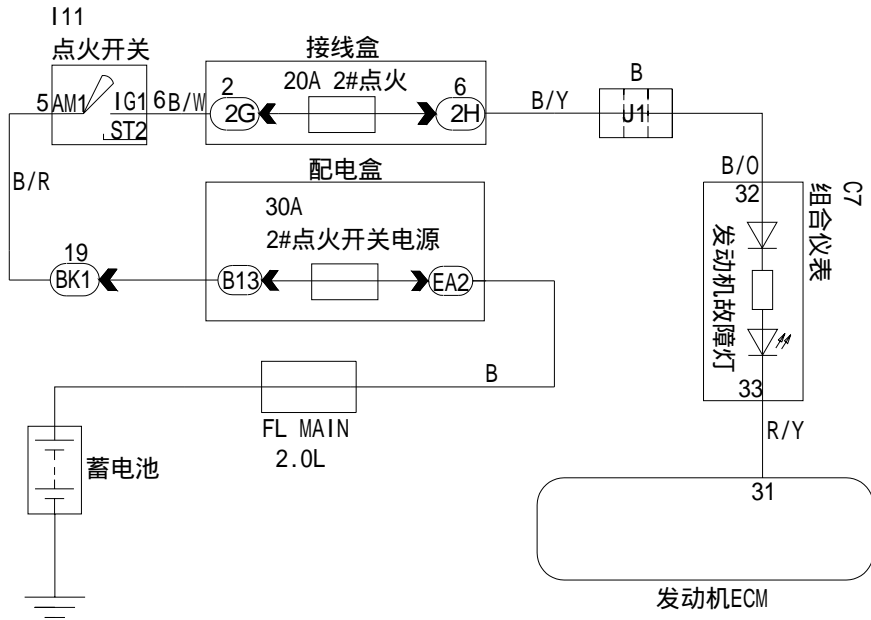 I11
点火开关
5 AM1 IG1 6 B/W
ST2
接线盒
20A 2#点火
2
2G
6
2H
B/Y
B
U1
B/O
32
C7
组合仪表
发动机故障灯
33
R/Y
31
发动机ECM
B/R
配电盒
30A
2#点火开关电源
19
BK1
B13
EA2
B
FL MAIN
2.0L
蓄电池